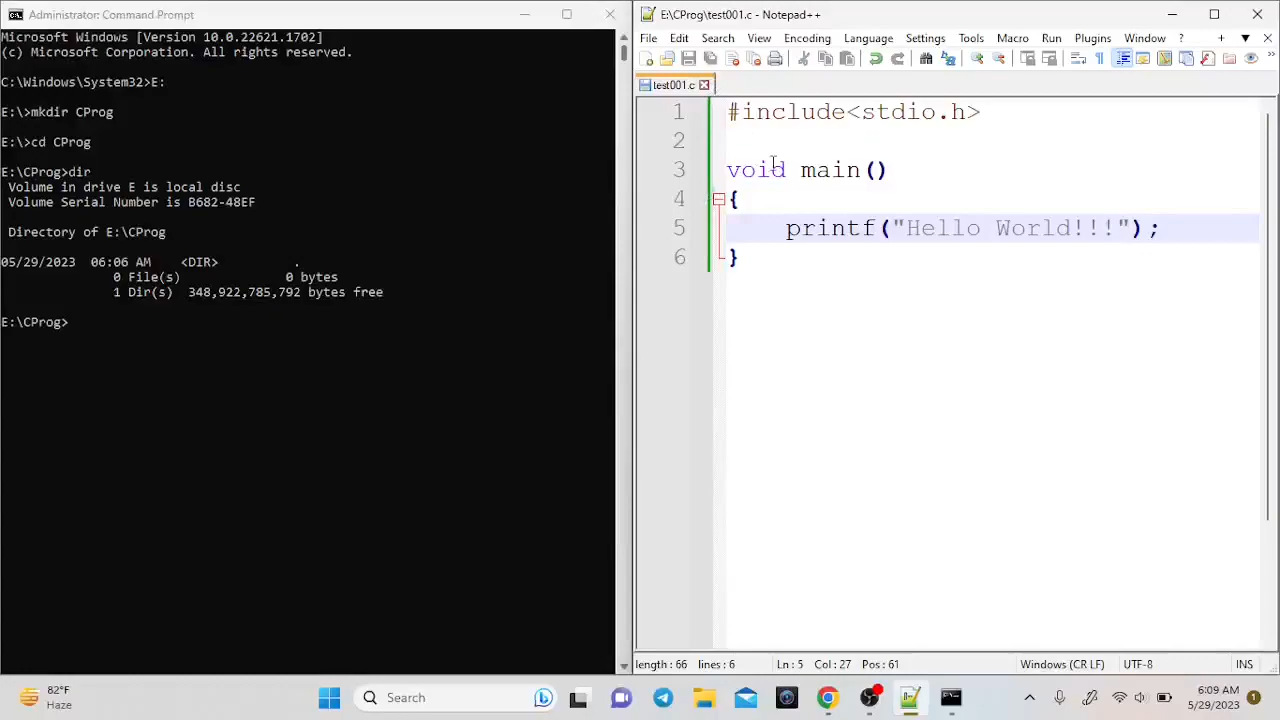 Administrator: Command Prompt
Microsoft Windows [Version 10.0.22621.1702]
(c) Microsoft Corporation. All rights reserved.
C:\Windows\System32>E:
E:\>mkdir CProg
E:\>cd CProg
E:\CProg>dir
Volume in drive E is local disc
Volume Serial Number is B682-48EF
Directory of E:\CProg
05/29/2023 06:06 AM <DIR> .
0 File(s) 0 bytes
1 Dir(s) 348,922,785,792 bytes free
E:\CProg>
E:\CProg\test001.c - Notepad++
File Edit Search View Encoding Language Settings Tools Macro Run Plugins Window ? + ▼ X
test001.c
1 #include<stdio.h>
2
3 void main()
4 {
5 printf("Hello World!!!");
6 }
length: 66 lines: 6 Ln: 5 Col: 27 Pos: 61 Windows (CR LF) UTF-8 INS
82°F
Haze
Search
6:09 AM
5/29/2023
1